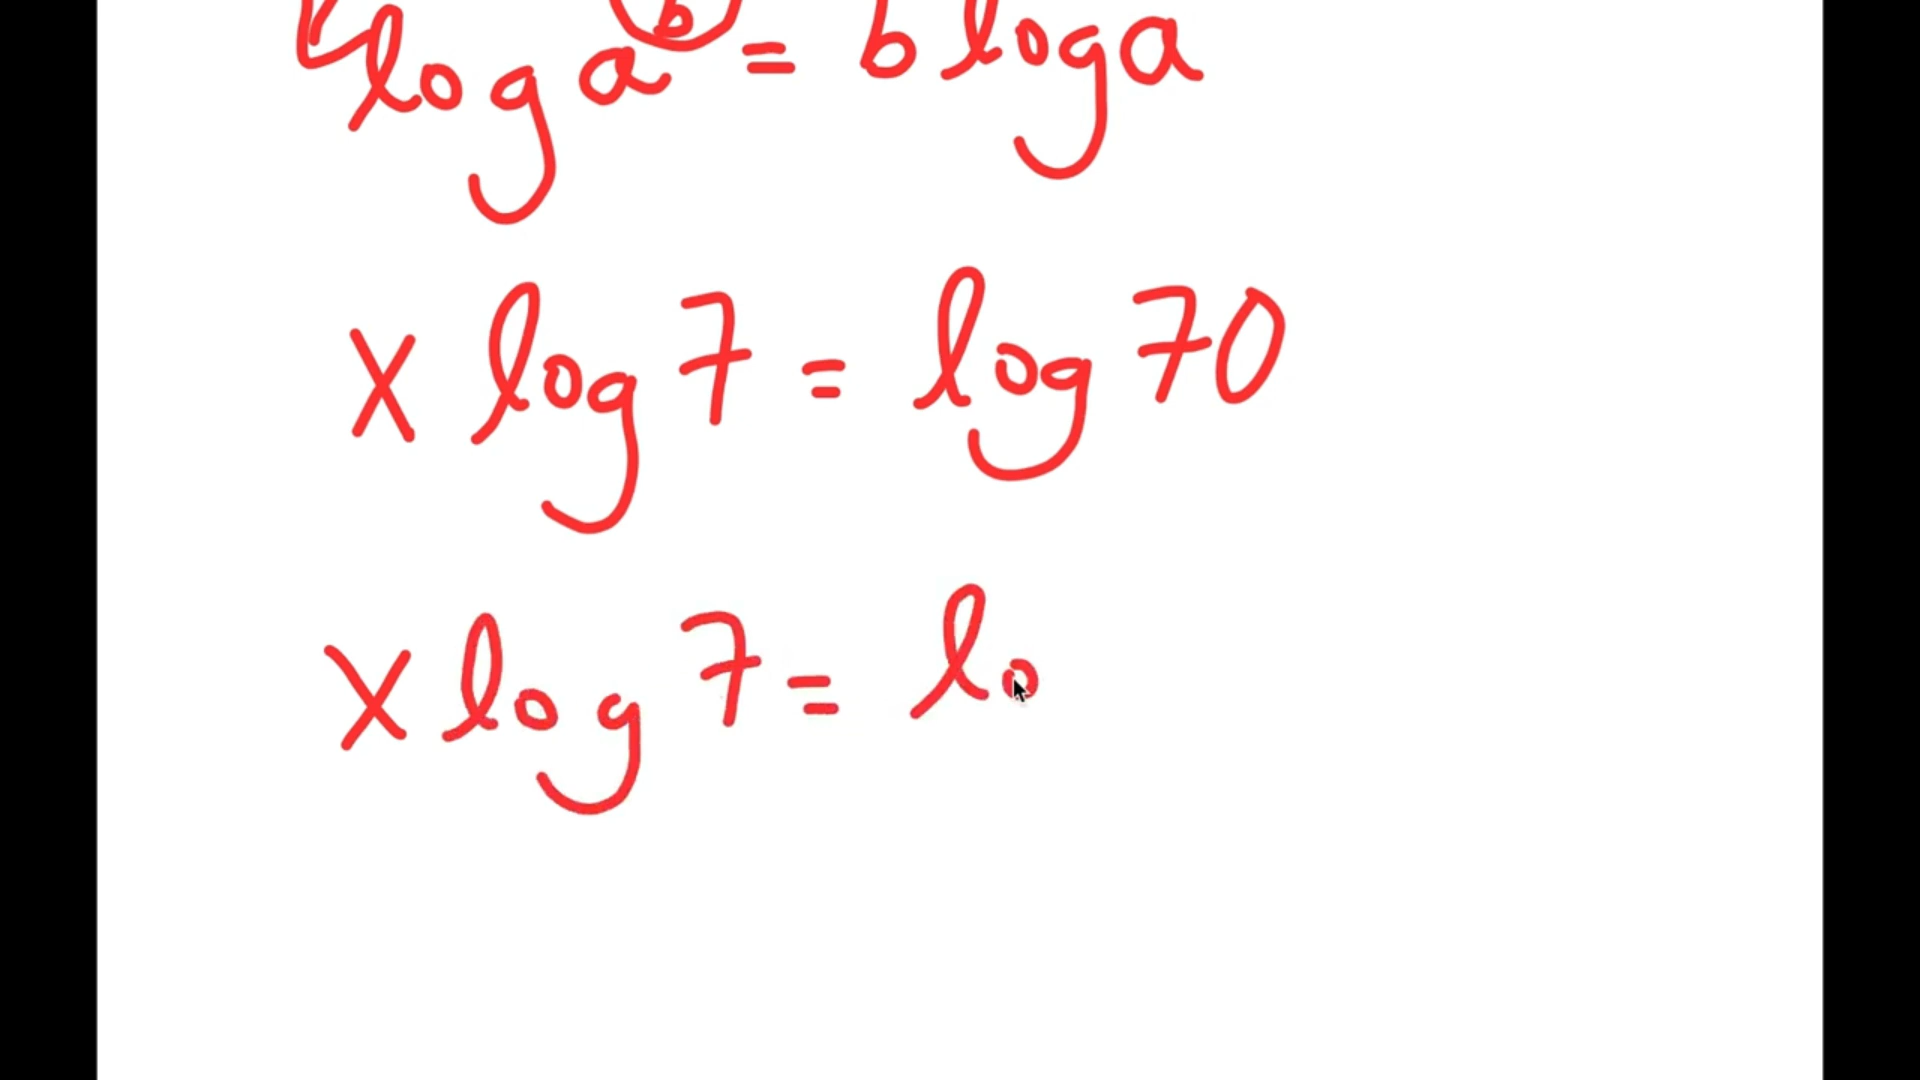 log a^b = b log a
x log 7 = log 70
x log 7 = lo